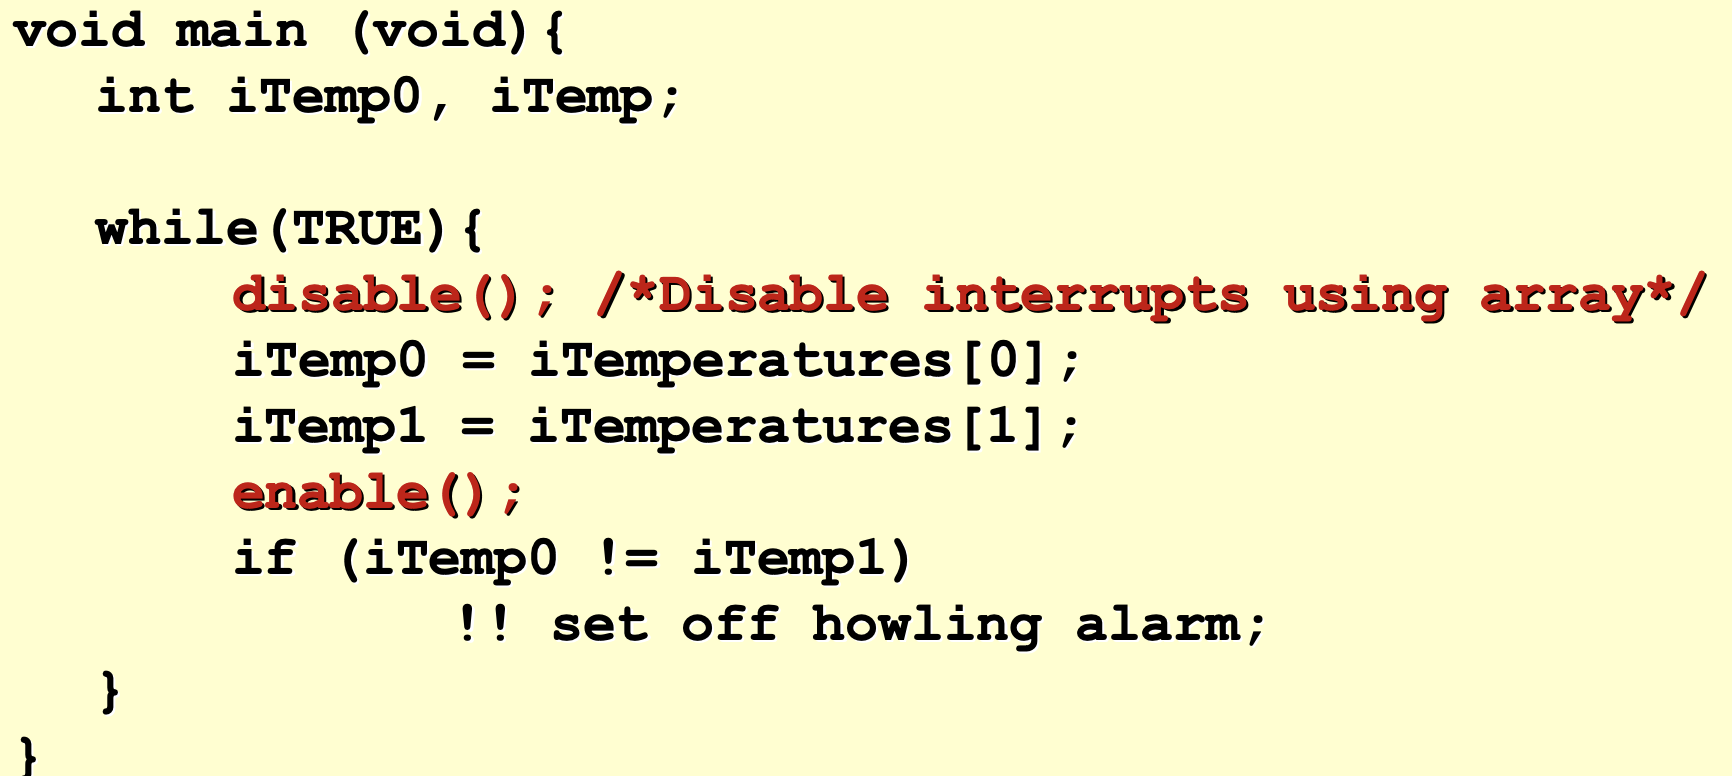 void main (void){
int iTemp0, iTemp;
while(TRUE){
disable(); /*Disable interrupts using array*/
iTemp0 = iTemperatures[0];
iTemp1 = iTemperatures[1];
enable();
if (iTemp0 != iTemp1)
!! set off howling alarm;
}
}